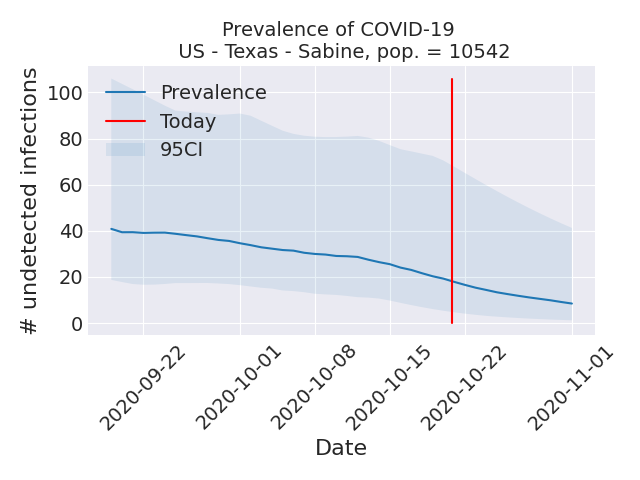 Prevalence of COVID-19
US - Texas - Sabine, pop. = 10542
# undetected infections
100
80
60
40
20
0
Prevalence
Today
95CI
2020-09-22
2020-10-01
2020-10-08
2020-10-15
2020-10-22
2020-11-01
Date